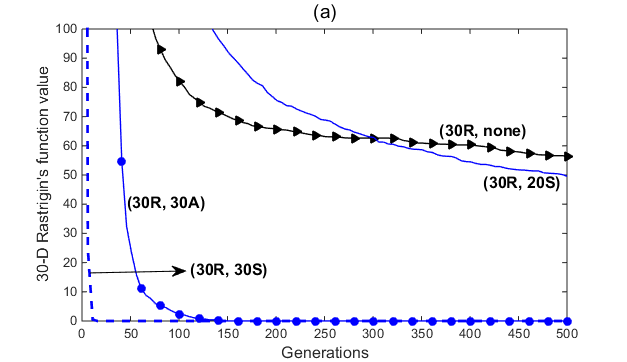 (a)
30-D Rastrigin's function value
100
90
80
70
60
50
40
30
20
10
0
(30R, none)
(30R, 20S)
(30R, 30A)
(30R, 30S)
0 50 100 150 200 250 300 350 400 450 500
Generations